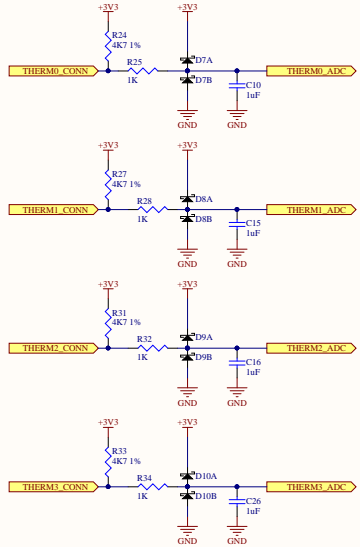 +3V3 +3V3
R24
4K7 1%
R25
1K
D7A
D7B
THERM0_CONN
THERM0_ADC
C10
1uF
GND GND
+3V3 +3V3
R27
4K7 1%
R28
1K
D8A
D8B
THERM1_CONN
THERM1_ADC
C15
1uF
GND GND
+3V3 +3V3
R31
4K7 1%
R32
1K
D9A
D9B
THERM2_CONN
THERM2_ADC
C16
1uF
GND GND
+3V3 +3V3
R33
4K7 1%
R34
1K
D10A
D10B
THERM3_CONN
THERM3_ADC
C26
1uF
GND GND